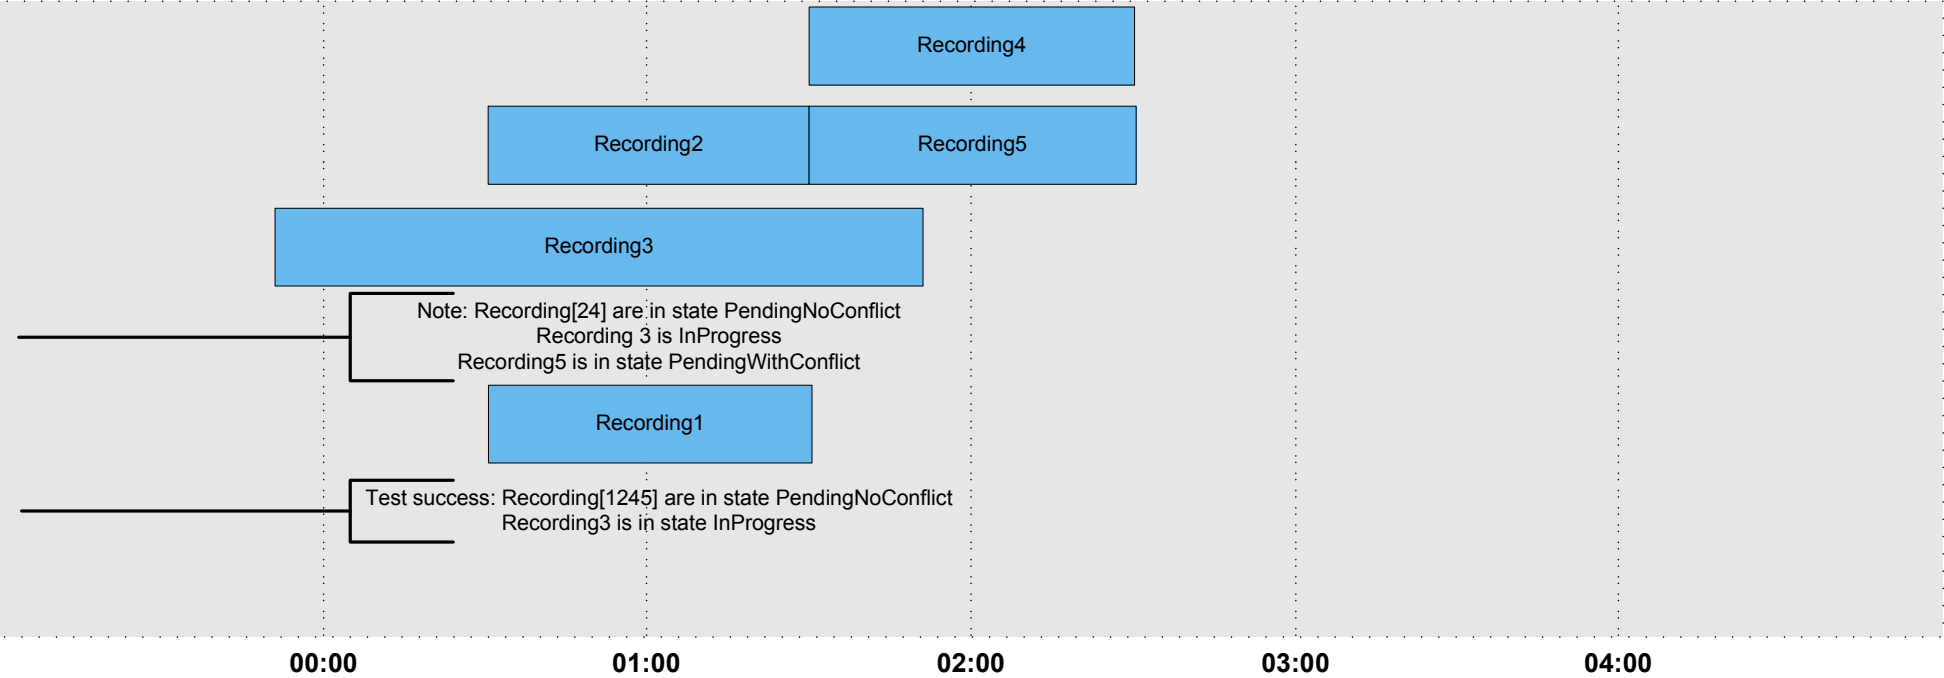 Recording4
Recording2
Recording5
Recording3
Note: Recording[24] are in state PendingNoConflict
Recording 3 is InProgress
Recording5 is in state PendingWithConflict
Recording1
Test success: Recording[1245] are in state PendingNoConflict
Recording3 is in state InProgress
00:00
01:00
02:00
03:00
04:00